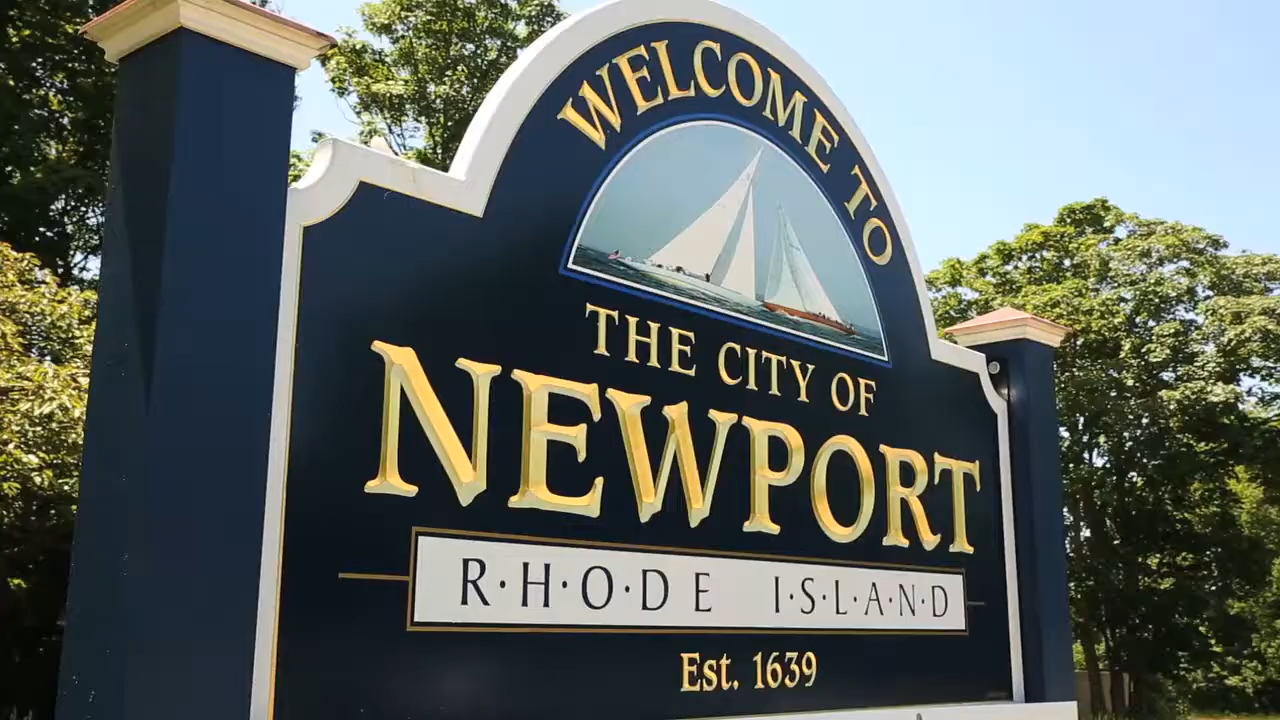 WELCOME TO
THE CITY OF
NEWPORT
R·H·O·D E I·S·L·A·N·D
Est. 1639